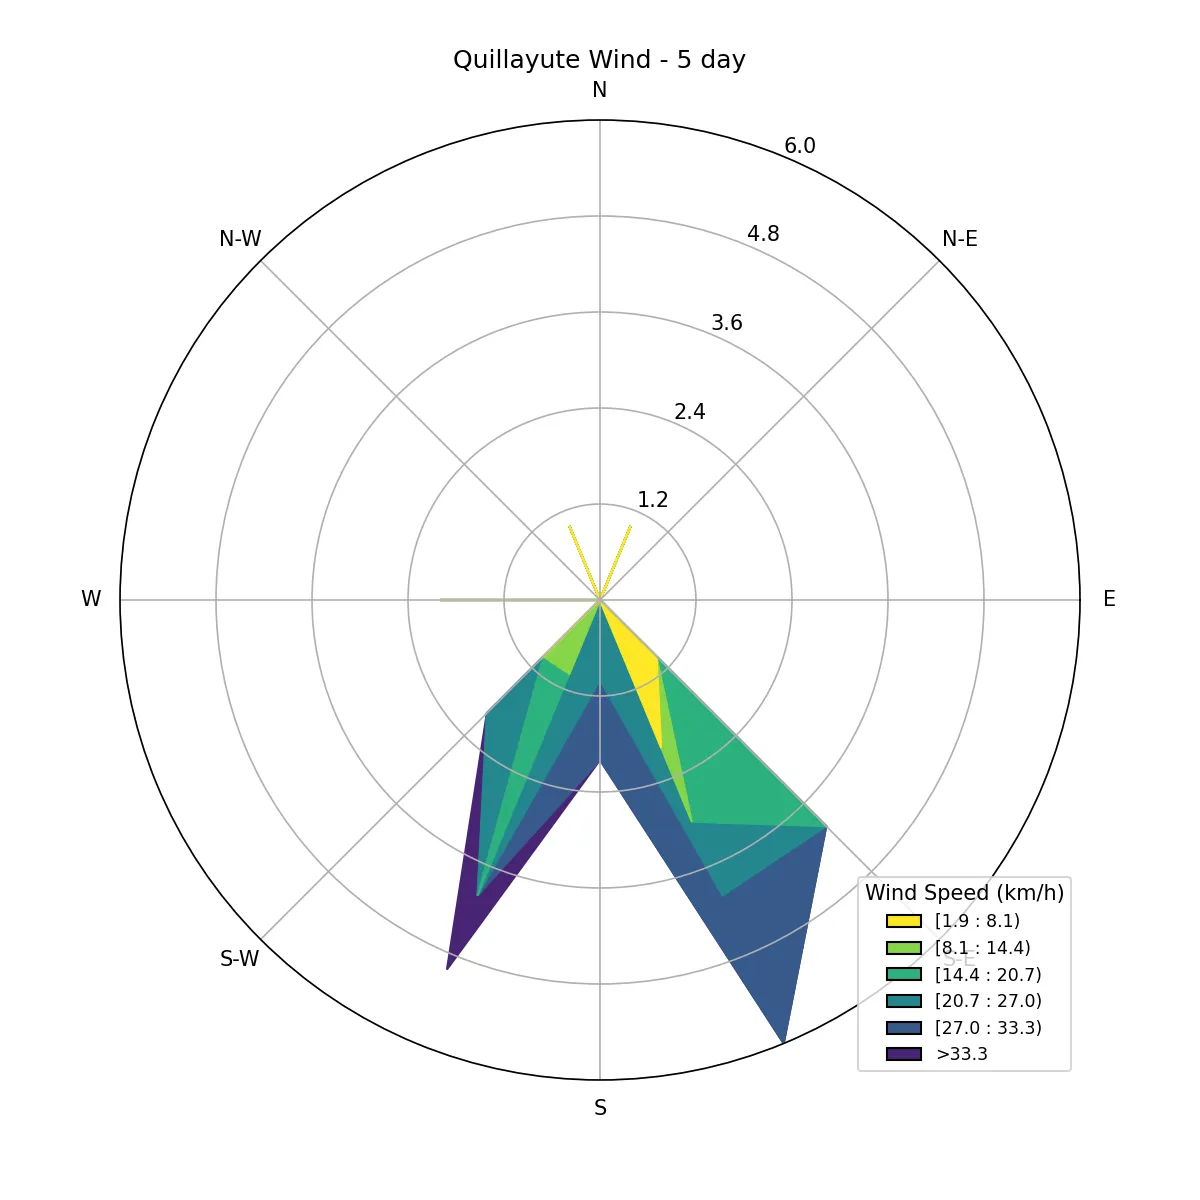 Quillayute Wind - 5 day
N
6.0
N-W
N-E
4.8
3.6
2.4
1.2
W
E
S-W
S-E
Wind Speed (km/h)
[1.9 : 8.1)
[8.1 : 14.4)
[14.4 : 20.7)
[20.7 : 27.0)
[27.0 : 33.3)
>33.3
S